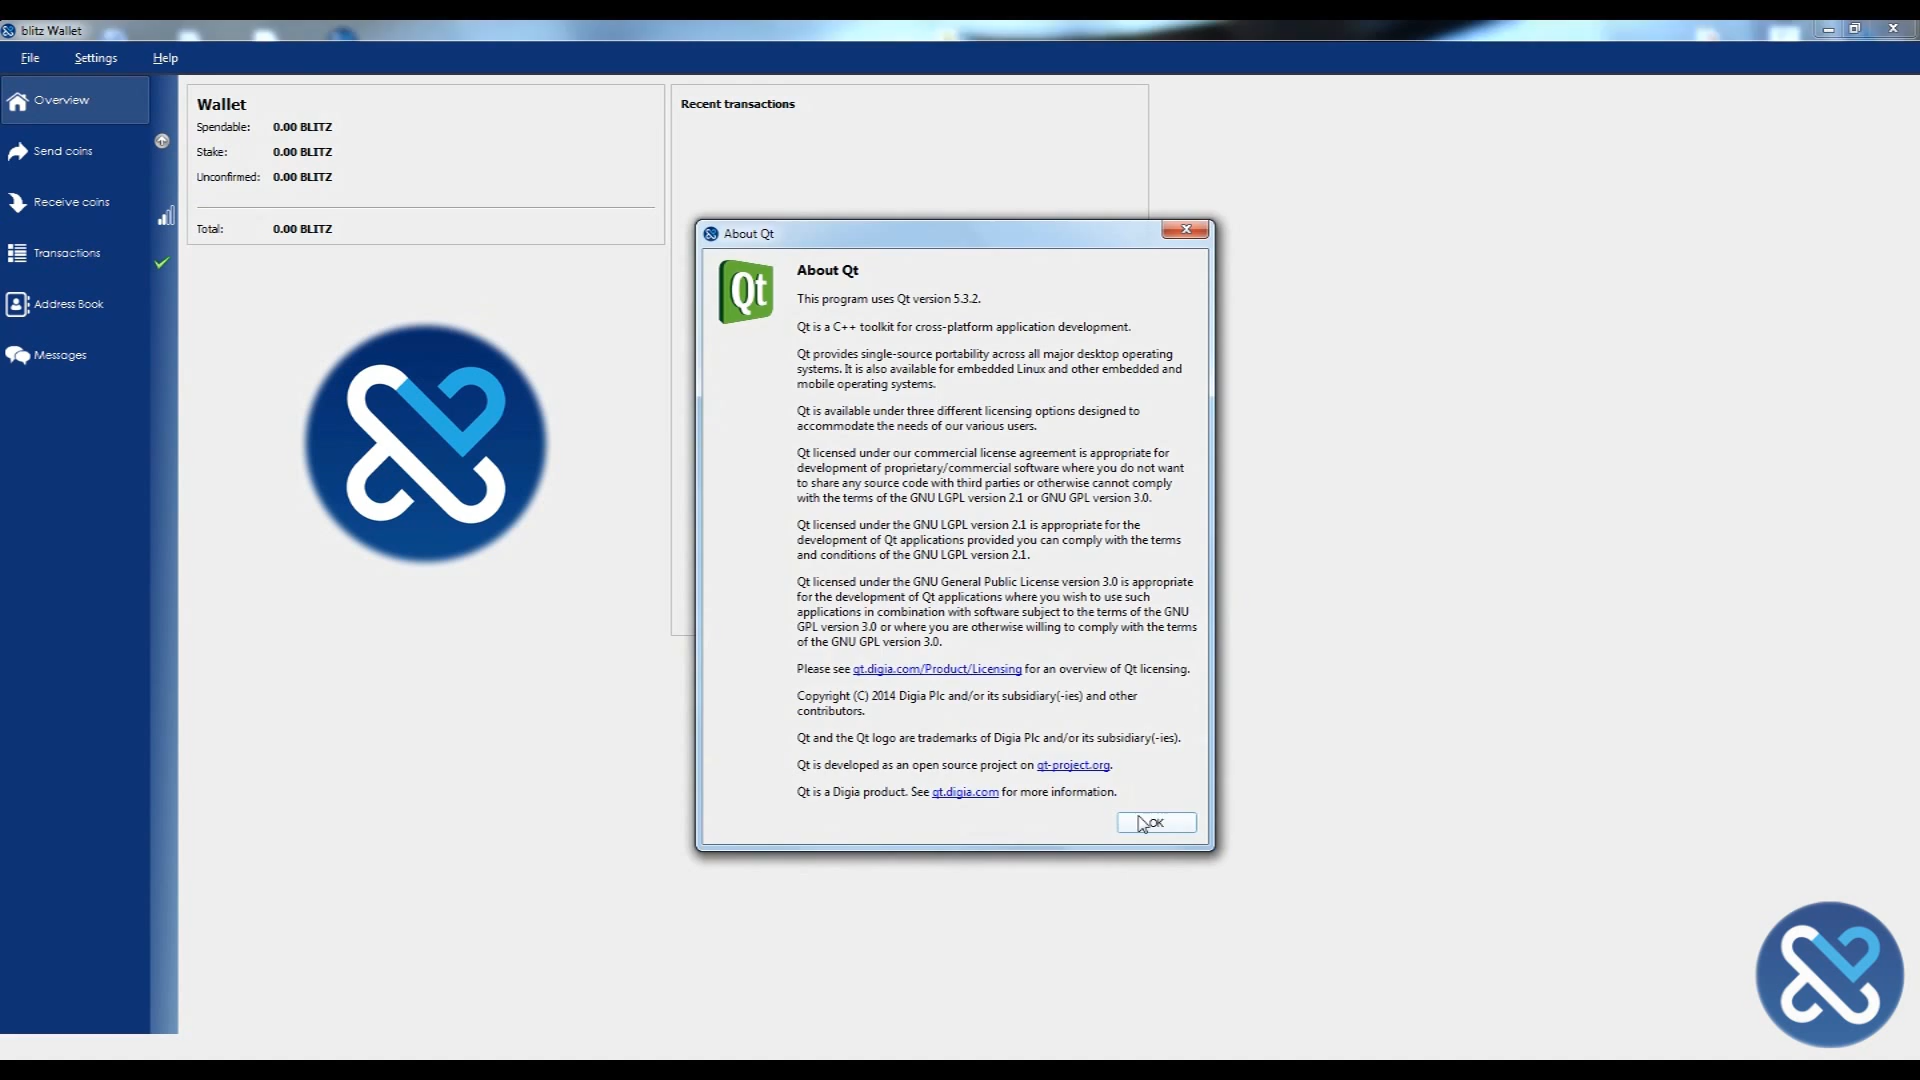 blitz Wallet
File Settings Help
Overview
Send coins
Receive coins
Transactions
Address Book
Messages
Wallet
Spendable: 0.00 BLITZ
Stake: 0.00 BLITZ
Unconfirmed: 0.00 BLITZ
Total: 0.00 BLITZ
Recent transactions
About Qt
Qt
About Qt
This program uses Qt version 5.3.2.
Qt is a C++ toolkit for cross-platform application development.
Qt provides single-source portability across all major desktop operating
systems. It is also available for embedded Linux and other embedded and
mobile operating systems.
Qt is available under three different licensing options designed to
accommodate the needs of our various users.
Qt licensed under our commercial license agreement is appropriate for
development of proprietary/commercial software where you do not want
to share any source code with third parties or otherwise cannot comply
with the terms of the GNU LGPL version 2.1 or GNU GPL version 3.0.
Qt licensed under the GNU LGPL version 2.1 is appropriate for the
development of Qt applications provided you can comply with the terms
and conditions of the GNU LGPL version 2.1.
Qt licensed under the GNU General Public License version 3.0 is appropriate
for the development of Qt applications where you wish to use such
applications in combination with software subject to the terms of the GNU
GPL version 3.0 or where you are otherwise willing to comply with the terms
of the GNU GPL version 3.0.
Please see qt.digia.com/Product/Licensing for an overview of Qt licensing.
Copyright (C) 2014 Digia Plc and/or its subsidiary(-ies) and other
contributors.
Qt and the Qt logo are trademarks of Digia Plc and/or its subsidiary(-ies).
Qt is developed as an open source project on qt-project.org.
Qt is a Digia product. See qt.digia.com for more information.
OK